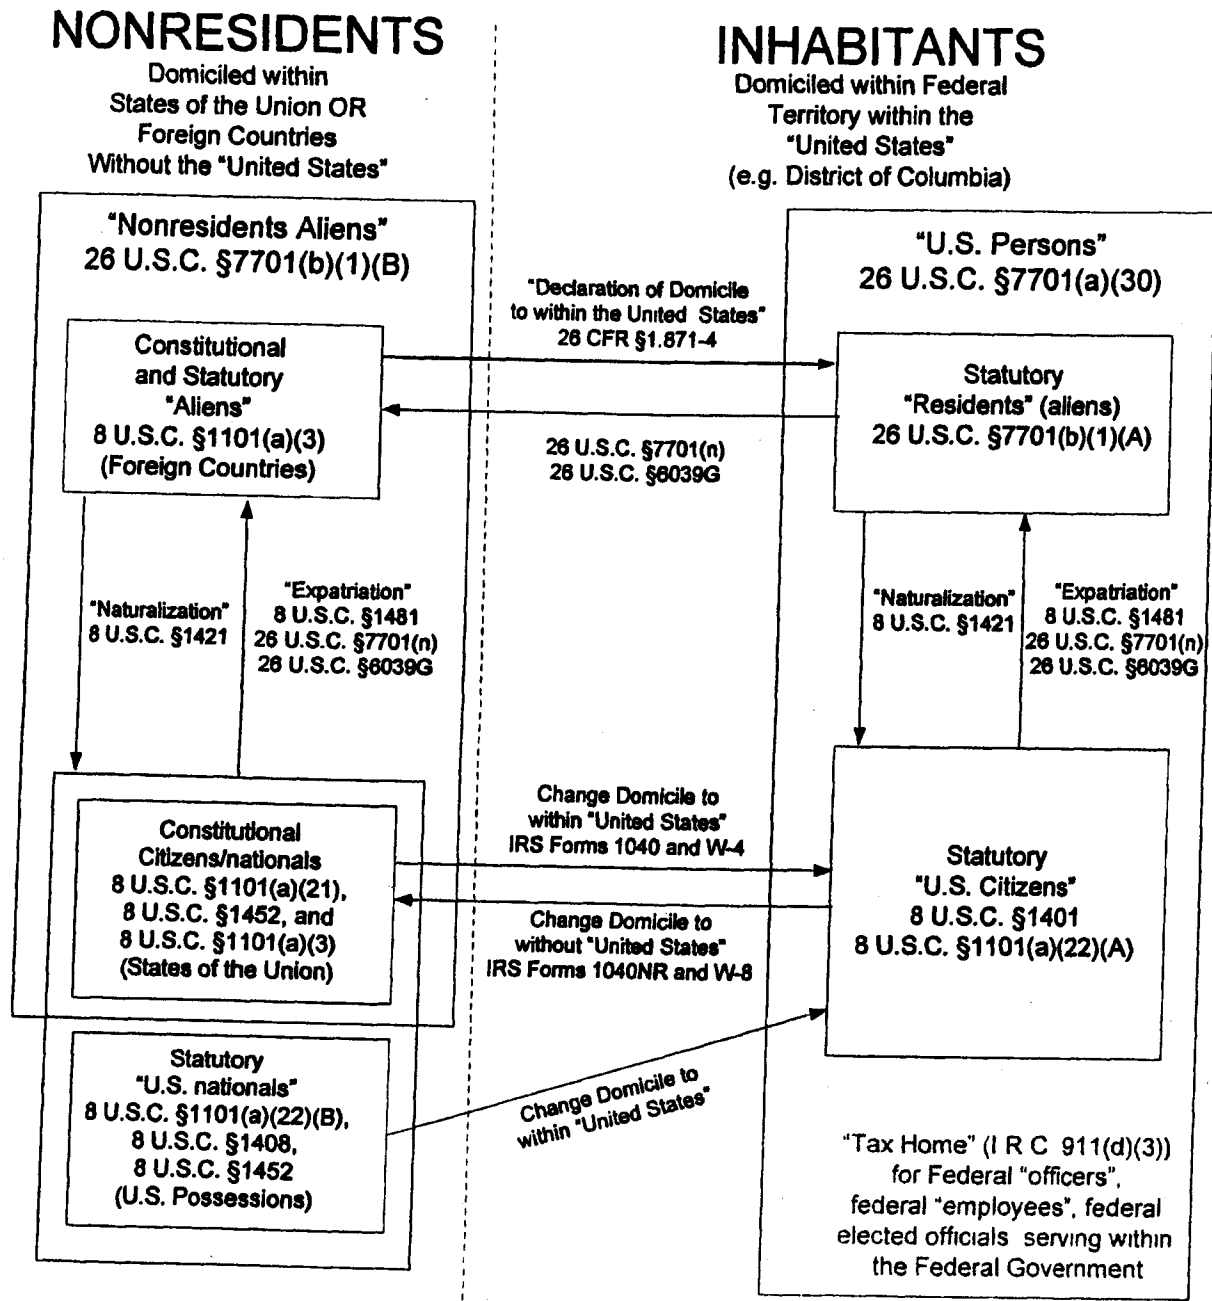 NONRESIDENTS
Domiciled within
States of the Union OR
Foreign Countries
Without the "United States"
INHABITANTS
Domiciled within Federal
Territory within the
"United States"
(e.g. District of Columbia)
"Nonresidents Aliens"
26 U.S.C. §7701(b)(1)(B)
"U.S. Persons"
26 U.S.C. §7701(a)(30)
"Declaration of Domicile
to within the United States"
26 CFR §1.871-4
Constitutional
and Statutory
"Aliens"
8 U.S.C. §1101(a)(3)
(Foreign Countries)
Statutory
"Residents" (aliens)
26 U.S.C. §7701(b)(1)(A)
26 U.S.C. §7701(n)
26 U.S.C. §6039G
"Naturalization"
8 U.S.C. §1421
"Expatriation"
8 U.S.C. §1481
26 U.S.C. §7701(n)
26 U.S.C. §6039G
"Naturalization"
8 U.S.C. §1421
"Expatriation"
8 U.S.C. §1481
26 U.S.C. §7701(n)
26 U.S.C. §6039G
Change Domicile to
within "United States"
IRS Forms 1040 and W-4
Constitutional
Citizens/nationals
8 U.S.C. §1101(a)(21),
8 U.S.C. §1452, and
8 U.S.C. §1101(a)(3)
(States of the Union)
Statutory
"U.S. Citizens"
8 U.S.C. §1401
8 U.S.C. §1101(a)(22)(A)
Change Domicile to
without "United States"
IRS Forms 1040NR and W-8
Statutory
"U.S. nationals"
8 U.S.C. §1101(a)(22)(B),
8 U.S.C. §1408,
8 U.S.C. §1452
(U.S. Possessions)
Change Domicile to
within "United States"
"Tax Home" (I R C 911(d)(3))
for Federal "officers",
federal "employees", federal
elected officials serving within
the Federal Government